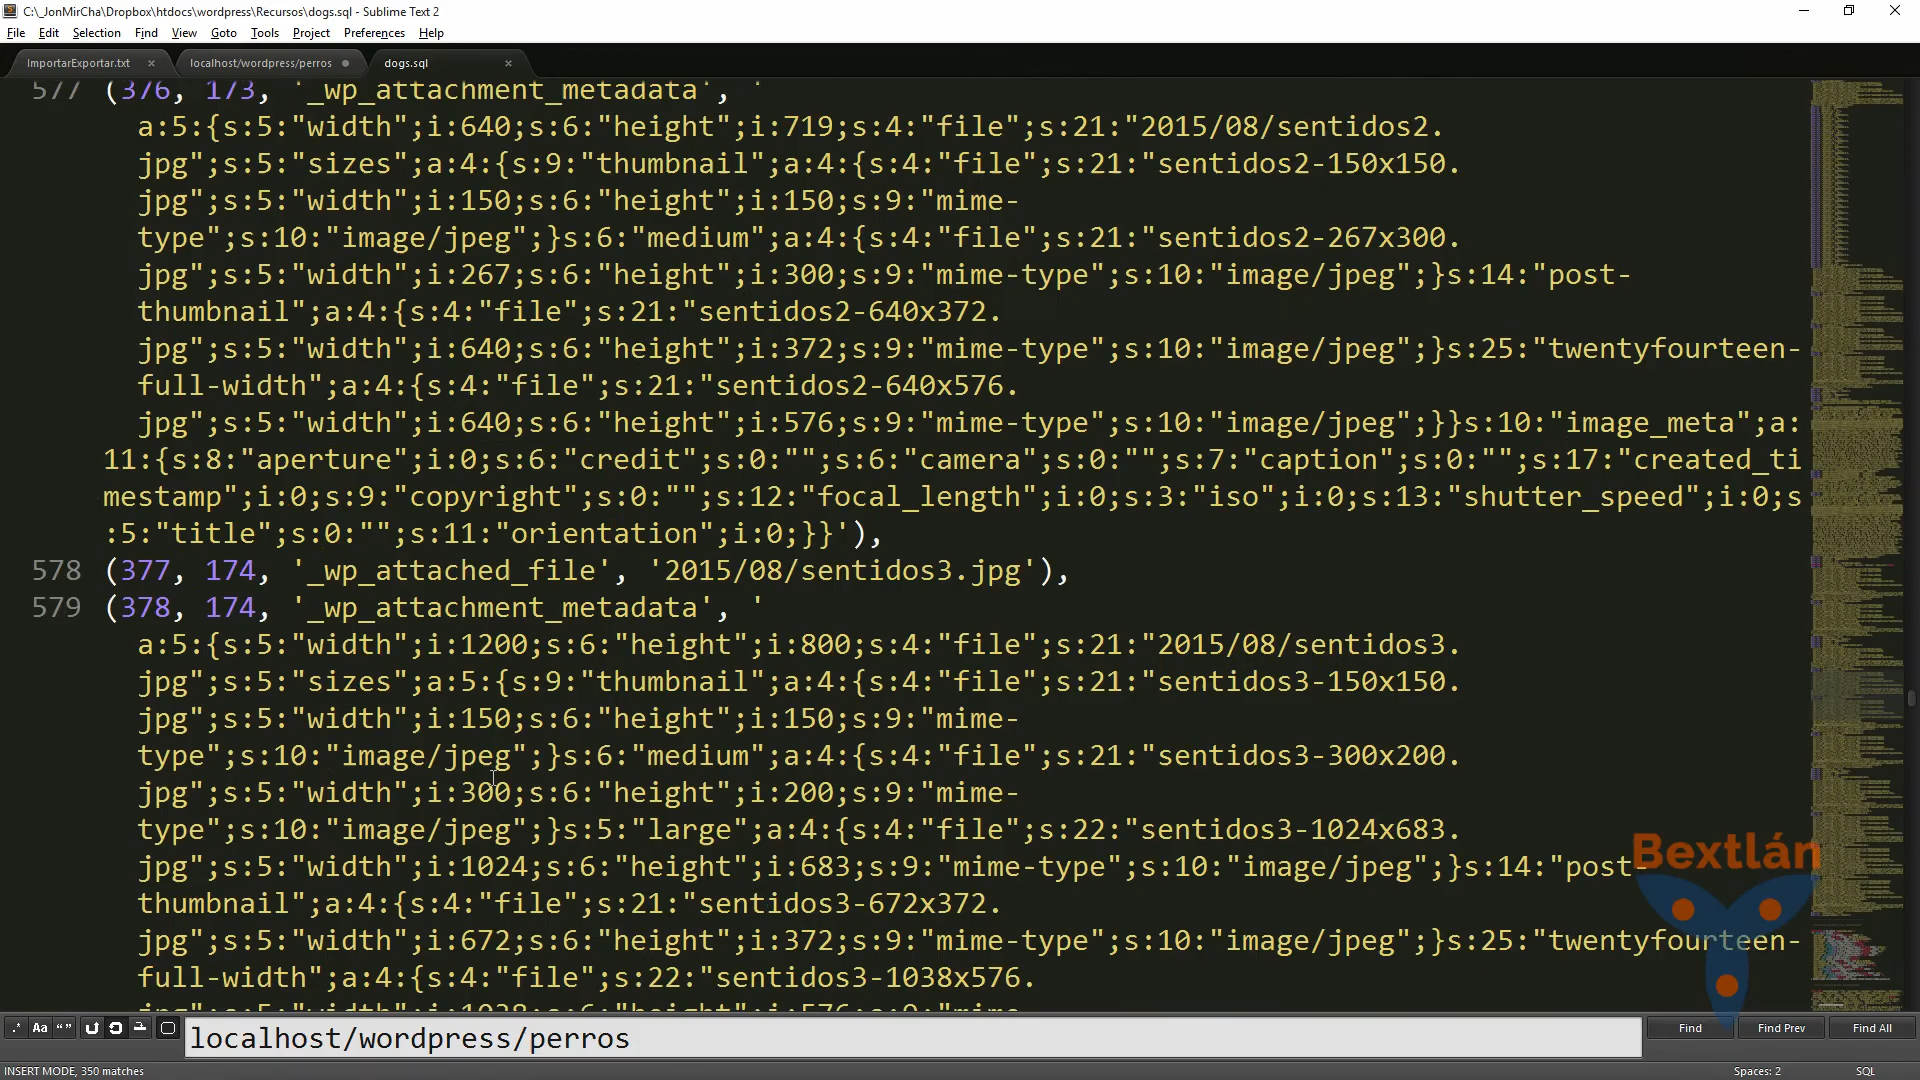 C:\_JonMirCha\Dropbox\htdocs\wordpress\Recursos\dogs.sql - Sublime Text 2
File Edit Selection Find View Goto Tools Project Preferences Help
ImportarExportar.txt × localhost/wordpress/perros dogs.sql ×
577 (376, 173, '_wp_attachment_metadata', '
a:5:{s:5:"width";i:640;s:6:"height";i:719;s:4:"file";s:21:"2015/08/sentidos2.
jpg";s:5:"sizes";a:4:{s:9:"thumbnail";a:4:{s:4:"file";s:21:"sentidos2-150x150.
jpg";s:5:"width";i:150;s:6:"height";i:150;s:9:"mime-
type";s:10:"image/jpeg";}s:6:"medium";a:4:{s:4:"file";s:21:"sentidos2-267x300.
jpg";s:5:"width";i:267;s:6:"height";i:300;s:9:"mime-type";s:10:"image/jpeg";}s:14:"post-
thumbnail";a:4:{s:4:"file";s:21:"sentidos2-640x372.
jpg";s:5:"width";i:640;s:6:"height";i:372;s:9:"mime-type";s:10:"image/jpeg";}s:25:"twentyfourteen-
full-width";a:4:{s:4:"file";s:21:"sentidos2-640x576.
jpg";s:5:"width";i:640;s:6:"height";i:576;s:9:"mime-type";s:10:"image/jpeg";}}s:10:"image_meta";a:
11:{s:8:"aperture";i:0;s:6:"credit";s:0:"";s:6:"camera";s:0:"";s:7:"caption";s:0:"";s:17:"created_ti
mestamp";i:0;s:9:"copyright";s:0:"";s:12:"focal_length";i:0;s:3:"iso";i:0;s:13:"shutter_speed";i:0;s
:5:"title";s:0:"";s:11:"orientation";i:0;}}'),
578 (377, 174, '_wp_attached_file', '2015/08/sentidos3.jpg'),
579 (378, 174, '_wp_attachment_metadata', '
a:5:{s:5:"width";i:1200;s:6:"height";i:800;s:4:"file";s:21:"2015/08/sentidos3.
jpg";s:5:"sizes";a:5:{s:9:"thumbnail";a:4:{s:4:"file";s:21:"sentidos3-150x150.
jpg";s:5:"width";i:150;s:6:"height";i:150;s:9:"mime-
type";s:10:"image/jpeg";}s:6:"medium";a:4:{s:4:"file";s:21:"sentidos3-300x200.
jpg";s:5:"width";i:300;s:6:"height";i:200;s:9:"mime-
type";s:10:"image/jpeg";}s:5:"large";a:4:{s:4:"file";s:22:"sentidos3-1024x683.
jpg";s:5:"width";i:1024;s:6:"height";i:683;s:9:"mime-type";s:10:"image/jpeg";}s:14:"post-
thumbnail";a:4:{s:4:"file";s:21:"sentidos3-672x372.
jpg";s:5:"width";i:672;s:6:"height";i:372;s:9:"mime-type";s:10:"image/jpeg";}s:25:"twentyfourteen-
full-width";a:4:{s:4:"file";s:22:"sentidos3-1038x576.
jpg";s:5:"width";i:1038;s:6:"height";i:576;s:9:"mime-
Bextlán
.* Aa “” localhost/wordpress/perros Find Find Prev Find All
INSERT MODE, 350 matches Spaces: 2 SQL